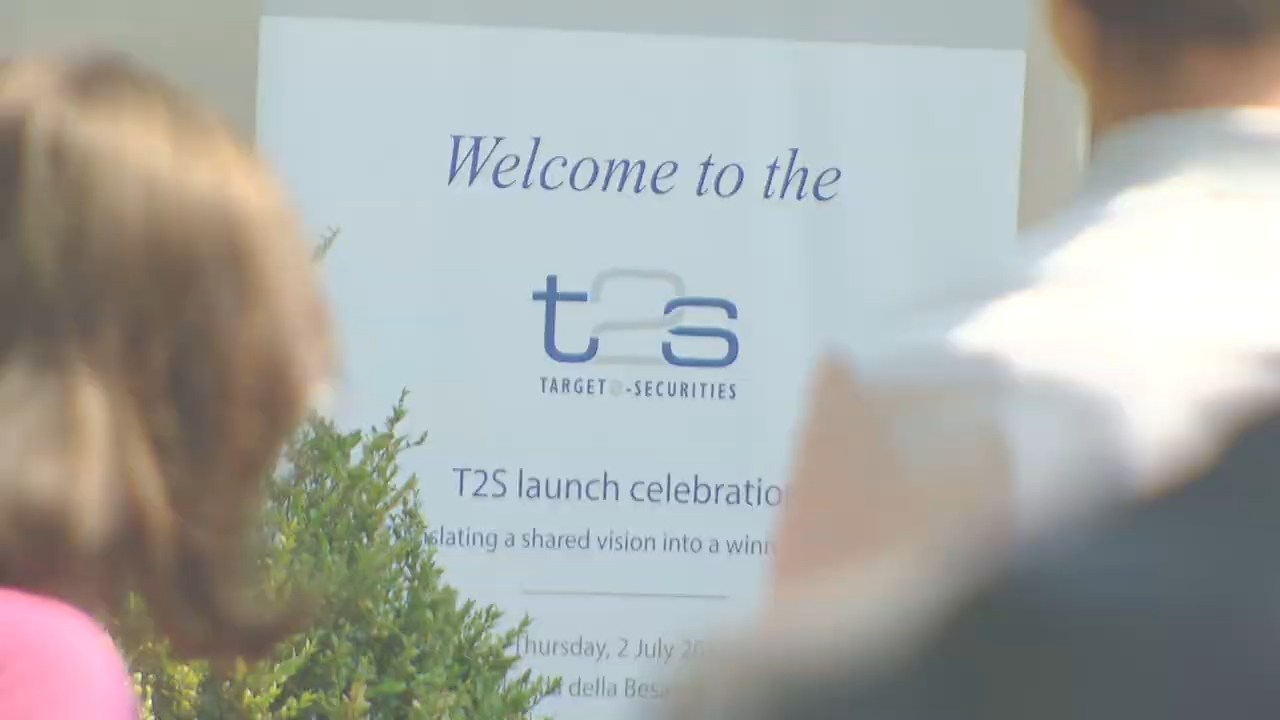 Welcome to the
t2s
TARGET2-SECURITIES
T2S launch celebratio
slating a shared vision into a winn
Thursday, 2 July 20
della Besa